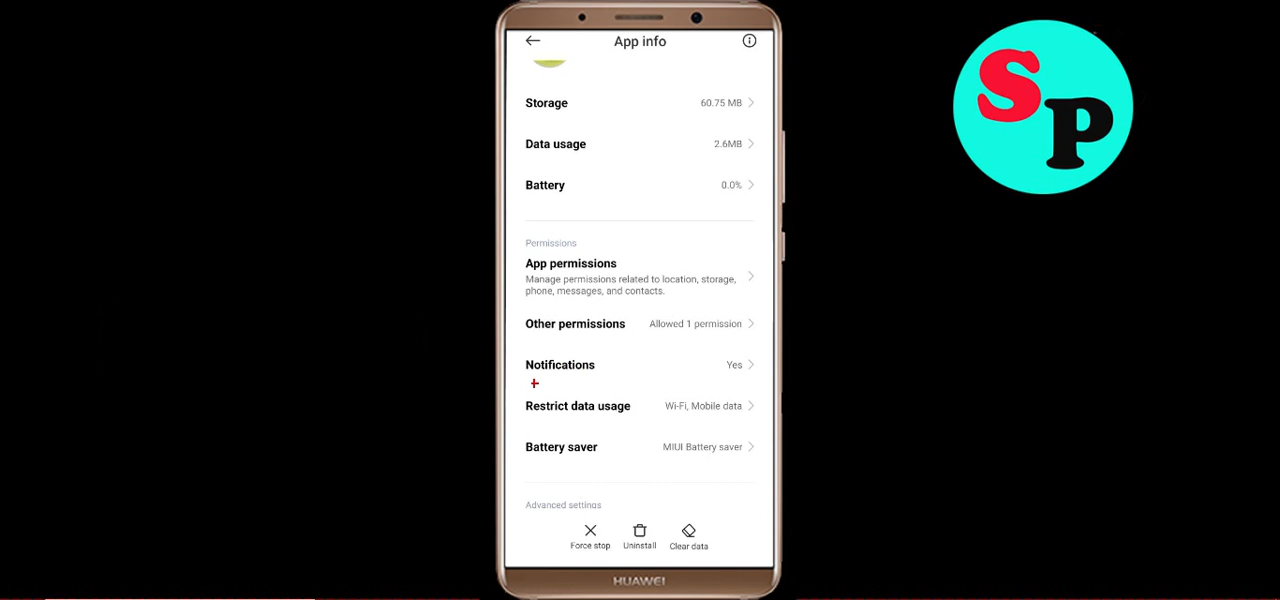 App info
Storage 60.75 MB
Data usage 2.6MB
Battery 0.0%
Permissions
App permissions
Manage permissions related to location, storage,
phone, messages, and contacts.
Other permissions Allowed 1 permission
Notifications Yes
Restrict data usage Wi-Fi, Mobile data
Battery saver MIUI Battery saver
Advanced settings
Force stop Uninstall Clear data
HUAWEI
SP